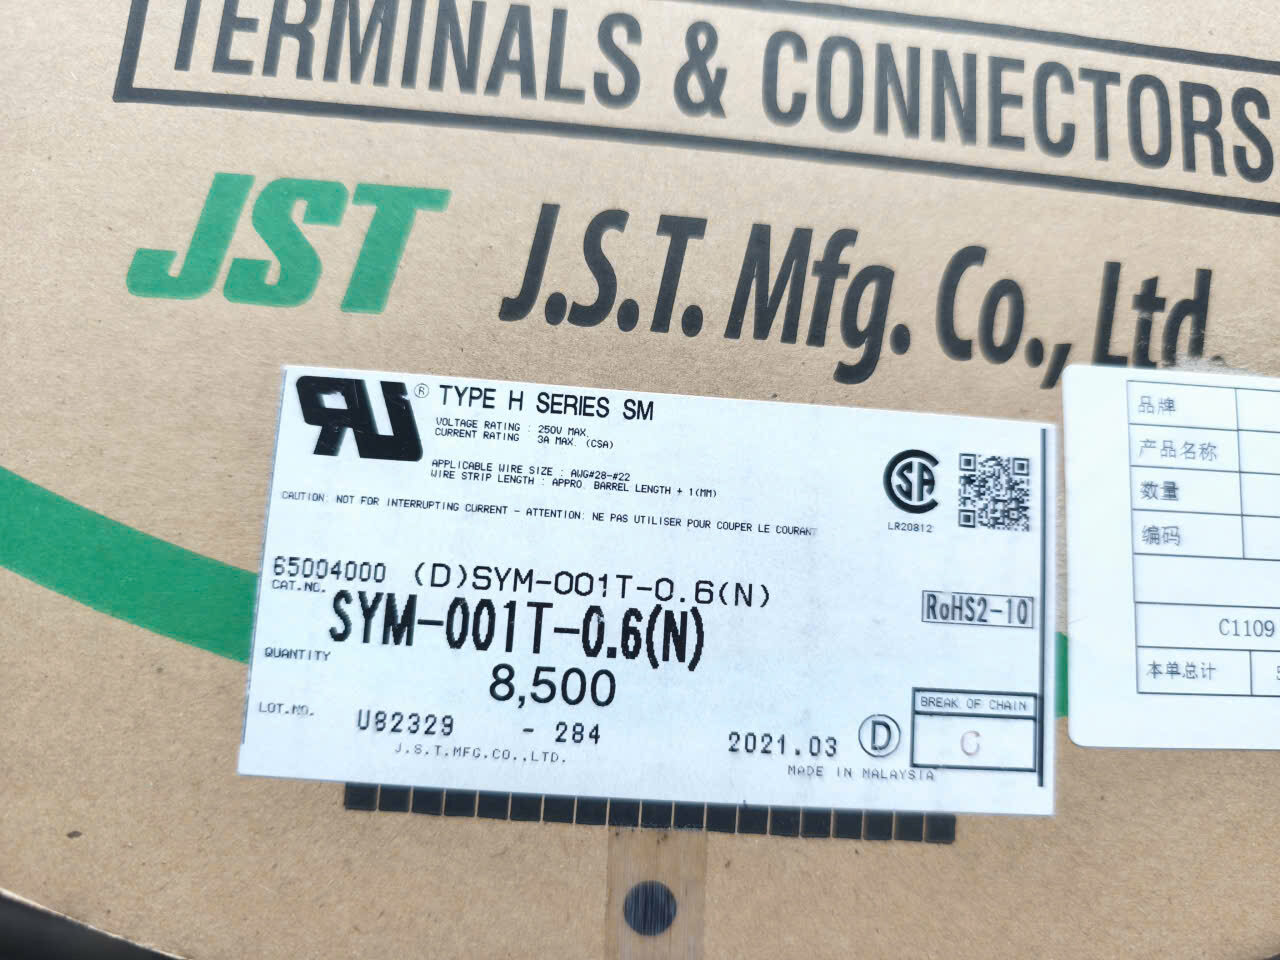 TERMINALS & CONNECTORS
JST J.S.T. Mfg. Co., Ltd.
RU ® TYPE H SERIES SM
VOLTAGE RATING : 250V MAX.
CURRENT RATING 3A MAX. (CSA)
APPLICABLE WIRE SIZE : AWG#28-#22
WIRE STRIP LENGTH : APPRO. BARREL LENGTH + 1(MM)
CAUTION: NOT FOR INTERRUPTING CURRENT - ATTENTION: NE PAS UTILISER POUR COUPER LE COURANT
SA
LR20812
65004000 (D)SYM-001T-0.6(N)
CAT.NO.
SYM-001T-0.6(N)
RoHS2-10
QUANTITY
8,500
LOT.NO. U82329 - 284
J.S.T.MFG.CO.,LTD.
2021.03 D
MADE IN MALAYSIA
BREAK OF CHAIN
C
品牌
产品名称
数量
编码
C1109
本单总计